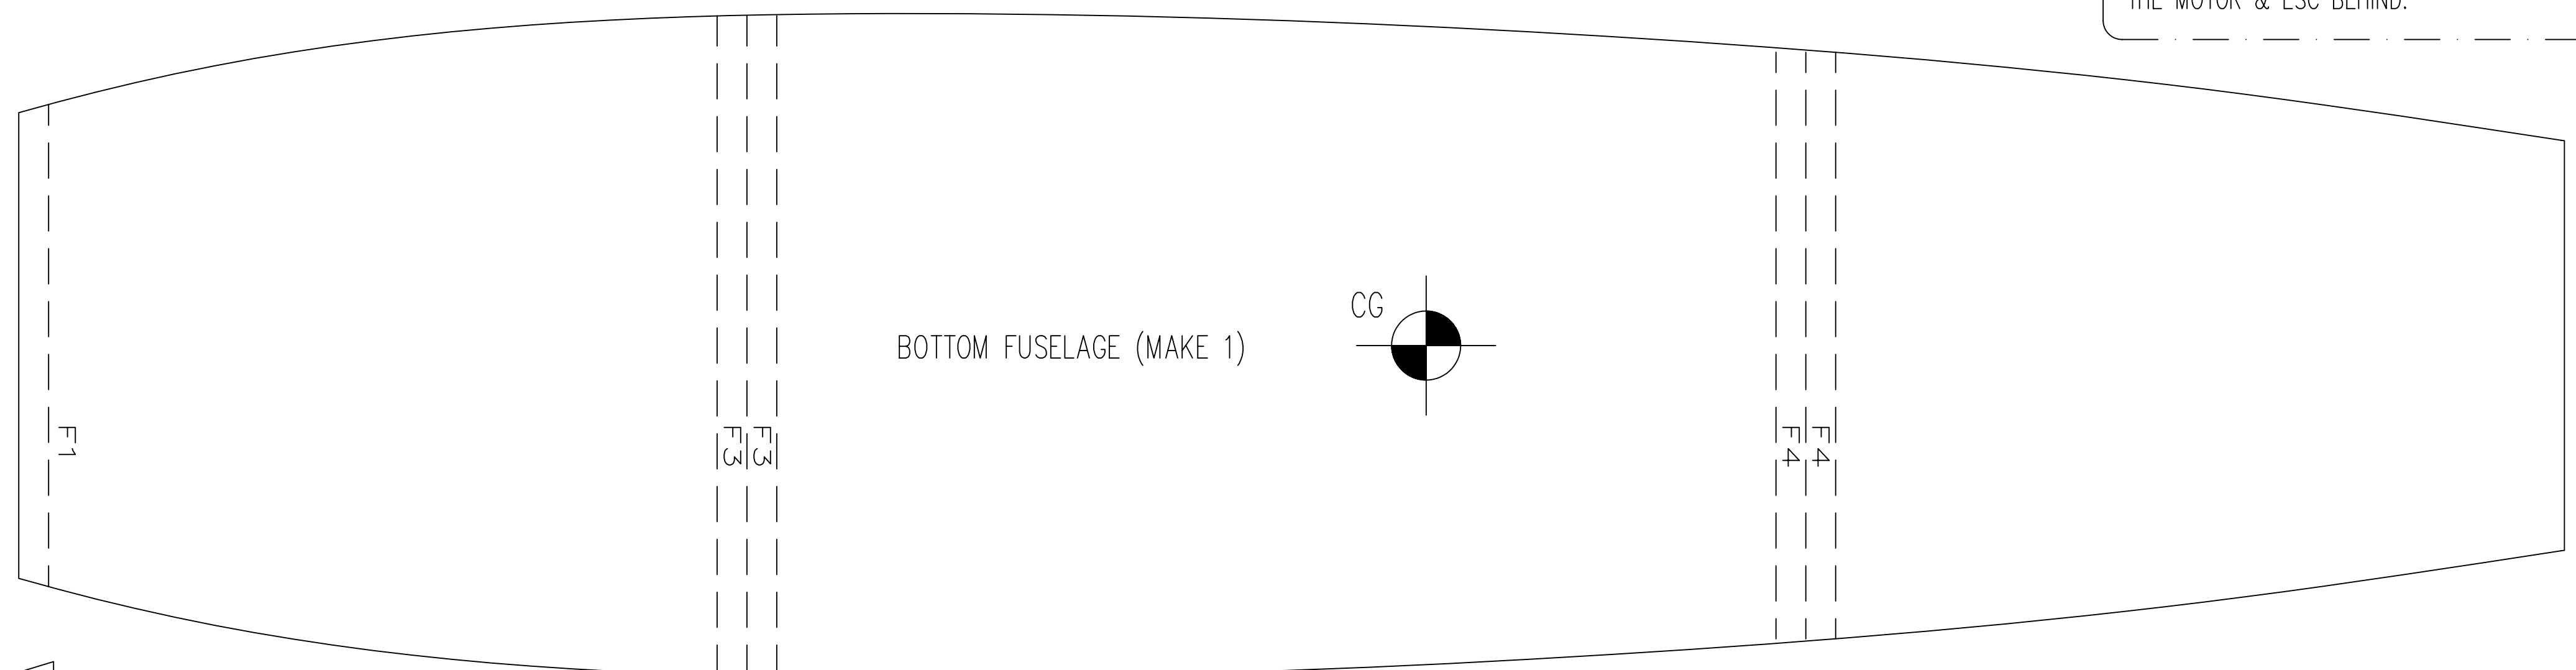 THE MOTOR & ESC BEHIND.
CG
BOTTOM FUSELAGE (MAKE 1)
F1
F3
F3
F4
F4